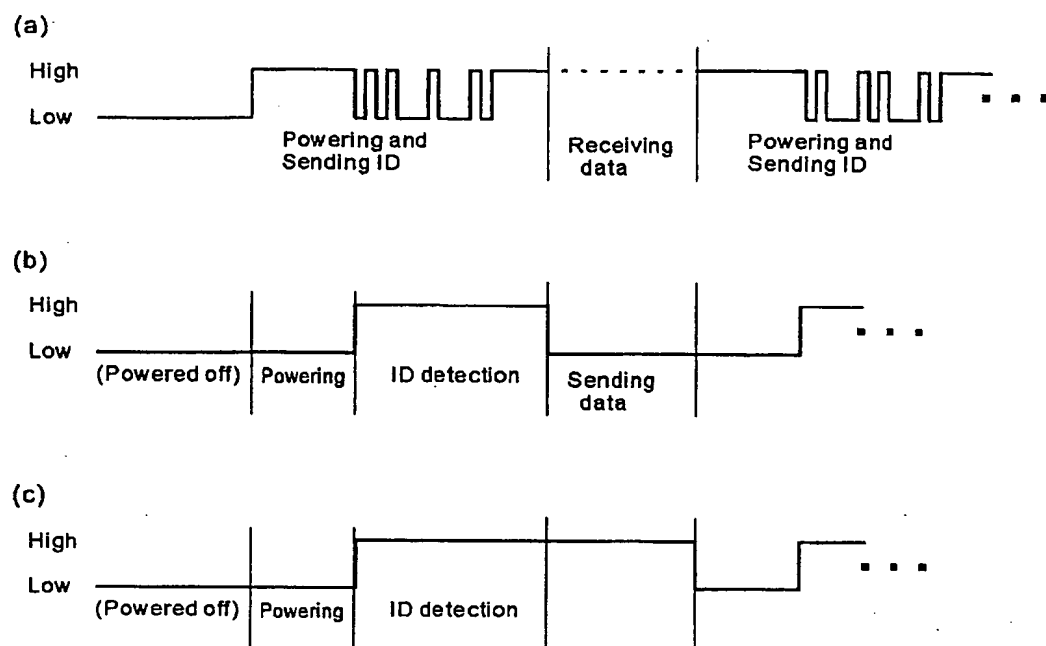 (a)
High
Low
Powering and
Sending ID
Receiving
data
Powering and
Sending ID
(b)
High
Low
(Powered off)
Powering
ID detection
Sending
data
(c)
High
Low
(Powered off)
Powering
ID detection